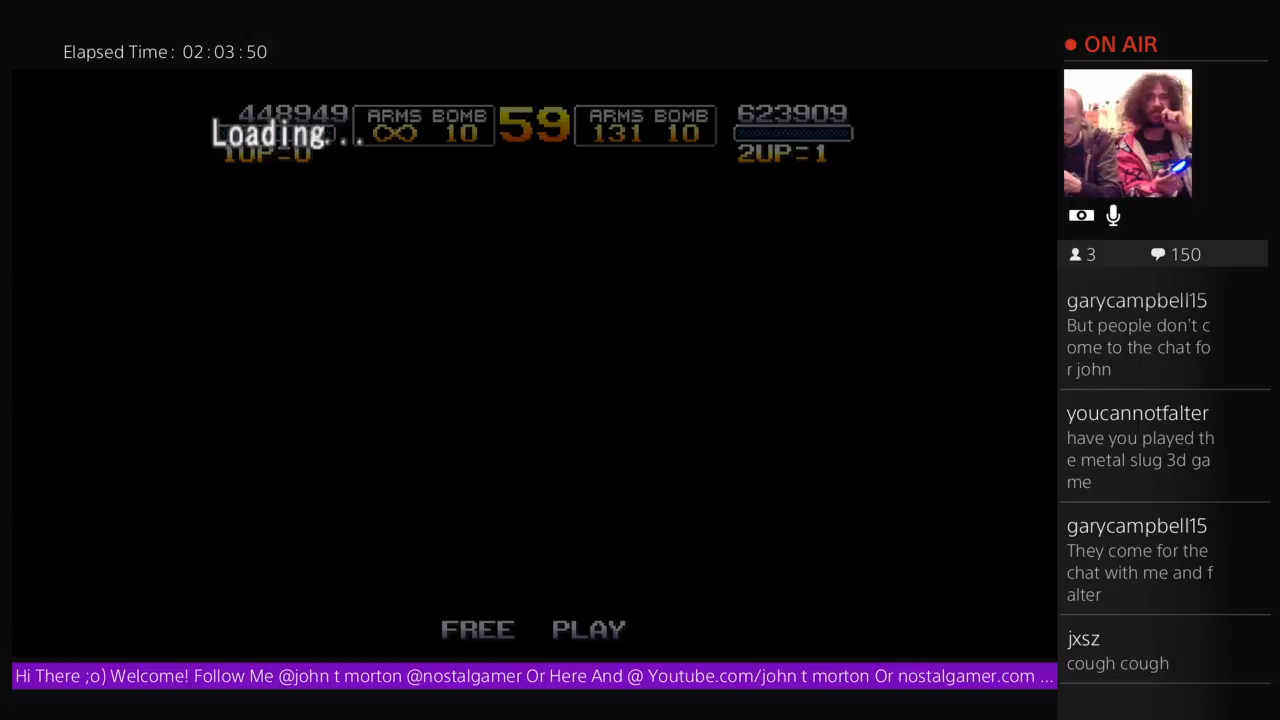 Elapsed Time: 02:03:50
ON AIR
448949
ARMS BOMB
∞ 10
59
ARMS BOMB
131 10
623909
Loading...
1UP=0
2UP=1
3
150
garycampbell15
But people don't c
ome to the chat fo
r john
youcannotfalter
have you played th
e metal slug 3d ga
me
garycampbell15
They come for the
chat with me and f
alter
jxsz
cough cough
FREE PLAY
Hi There ;o) Welcome! Follow Me @john t morton @nostalgamer Or Here And @ Youtube.com/john t morton Or nostalgamer.com ...